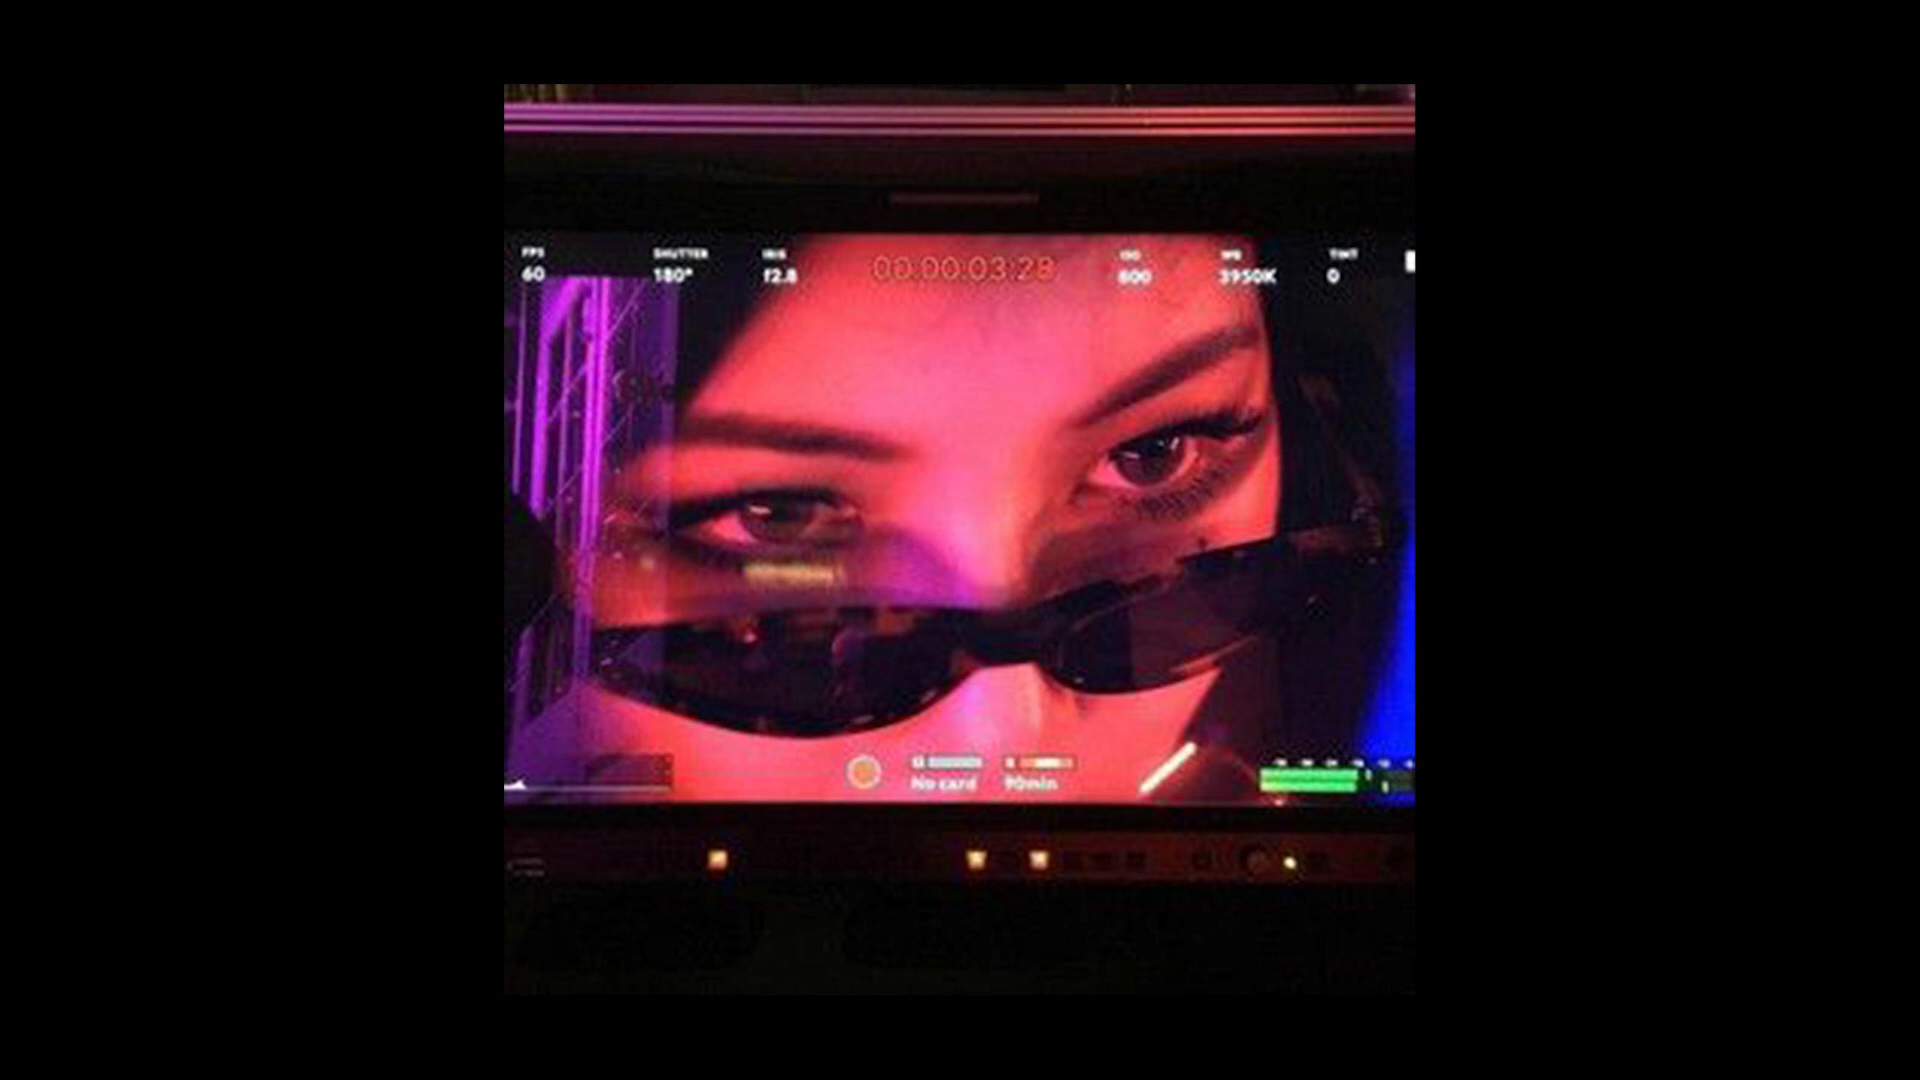 FPS SHUTTER IRIS ISO WB TINT
60 180° f2.8 00:00:03:28 800 3950K 0
No card 90min